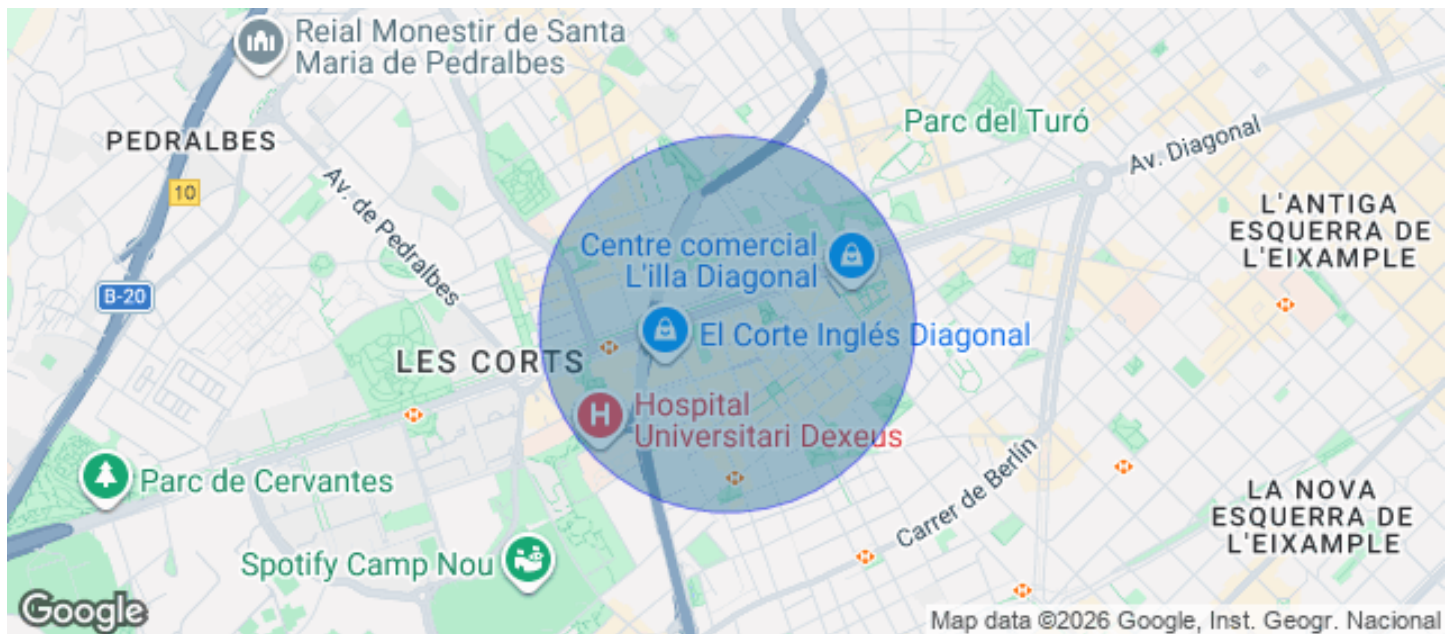 Reial Monestir de Santa
Maria de Pedralbes
PEDRALBES
10
Av. de Pedralbes
B-20
Parc del Turó
Av. Diagonal
L'ANTIGA
ESQUERRA DE
L'EIXAMPLE
Centre comercial
L'illa Diagonal
El Corte Inglés Diagonal
LES CORTS
H
Hospital
Universitari Dexeus
Parc de Cervantes
Carrer de Berlín
LA NOVA
ESQUERRA DE
L'EIXAMPLE
Spotify Camp Nou
Google
Map data ©2026 Google, Inst. Geogr. Nacional